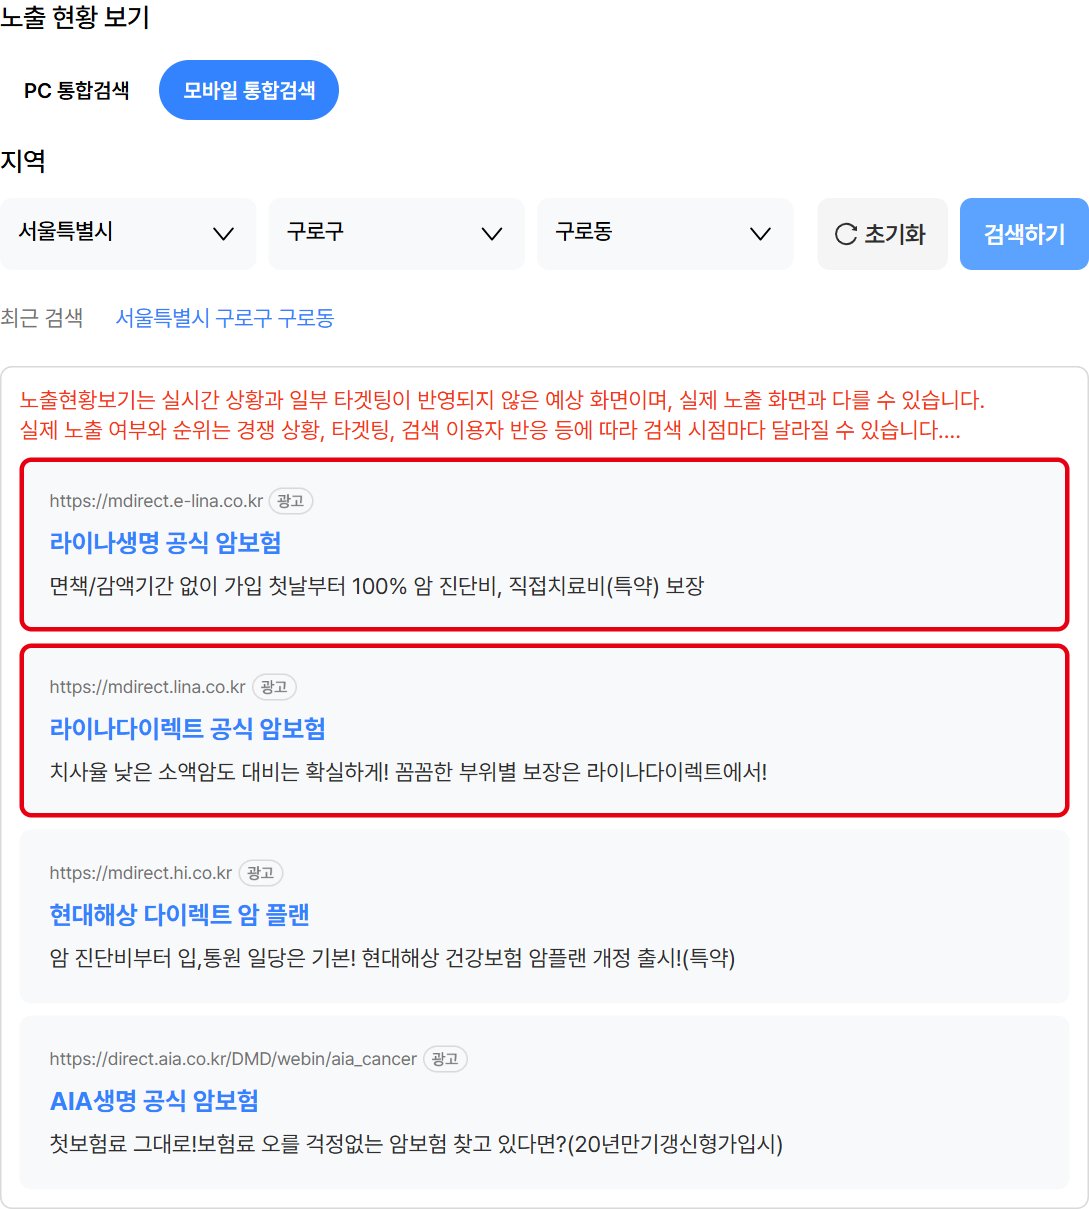 노출 현황 보기
PC 통합검색 모바일 통합검색
지역
서울특별시 구로구 구로동 초기화 검색하기
최근 검색 서울특별시 구로구 구로동
노출현황보기는 실시간 상황과 일부 타겟팅이 반영되지 않은 예상 화면이며, 실제 노출 화면과 다를 수 있습니다.
실제 노출 여부와 순위는 경쟁 상황, 타겟팅, 검색 이용자 반응 등에 따라 검색 시점마다 달라질 수 있습니다....
https://mdirect.e-lina.co.kr 광고
라이나생명 공식 암보험
면책/감액기간 없이 가입 첫날부터 100% 암 진단비, 직접치료비(특약) 보장
https://mdirect.lina.co.kr 광고
라이나다이렉트 공식 암보험
치사율 낮은 소액암도 대비는 확실하게! 꼼꼼한 부위별 보장은 라이나다이렉트에서!
https://mdirect.hi.co.kr 광고
현대해상 다이렉트 암 플랜
암 진단비부터 입,통원 일당은 기본! 현대해상 건강보험 암플랜 개정 출시!(특약)
https://direct.aia.co.kr/DMD/webin/aia_cancer 광고
AIA생명 공식 암보험
첫보험료 그대로!보험료 오를 걱정없는 암보험 찾고 있다면?(20년만기갱신형가입시)